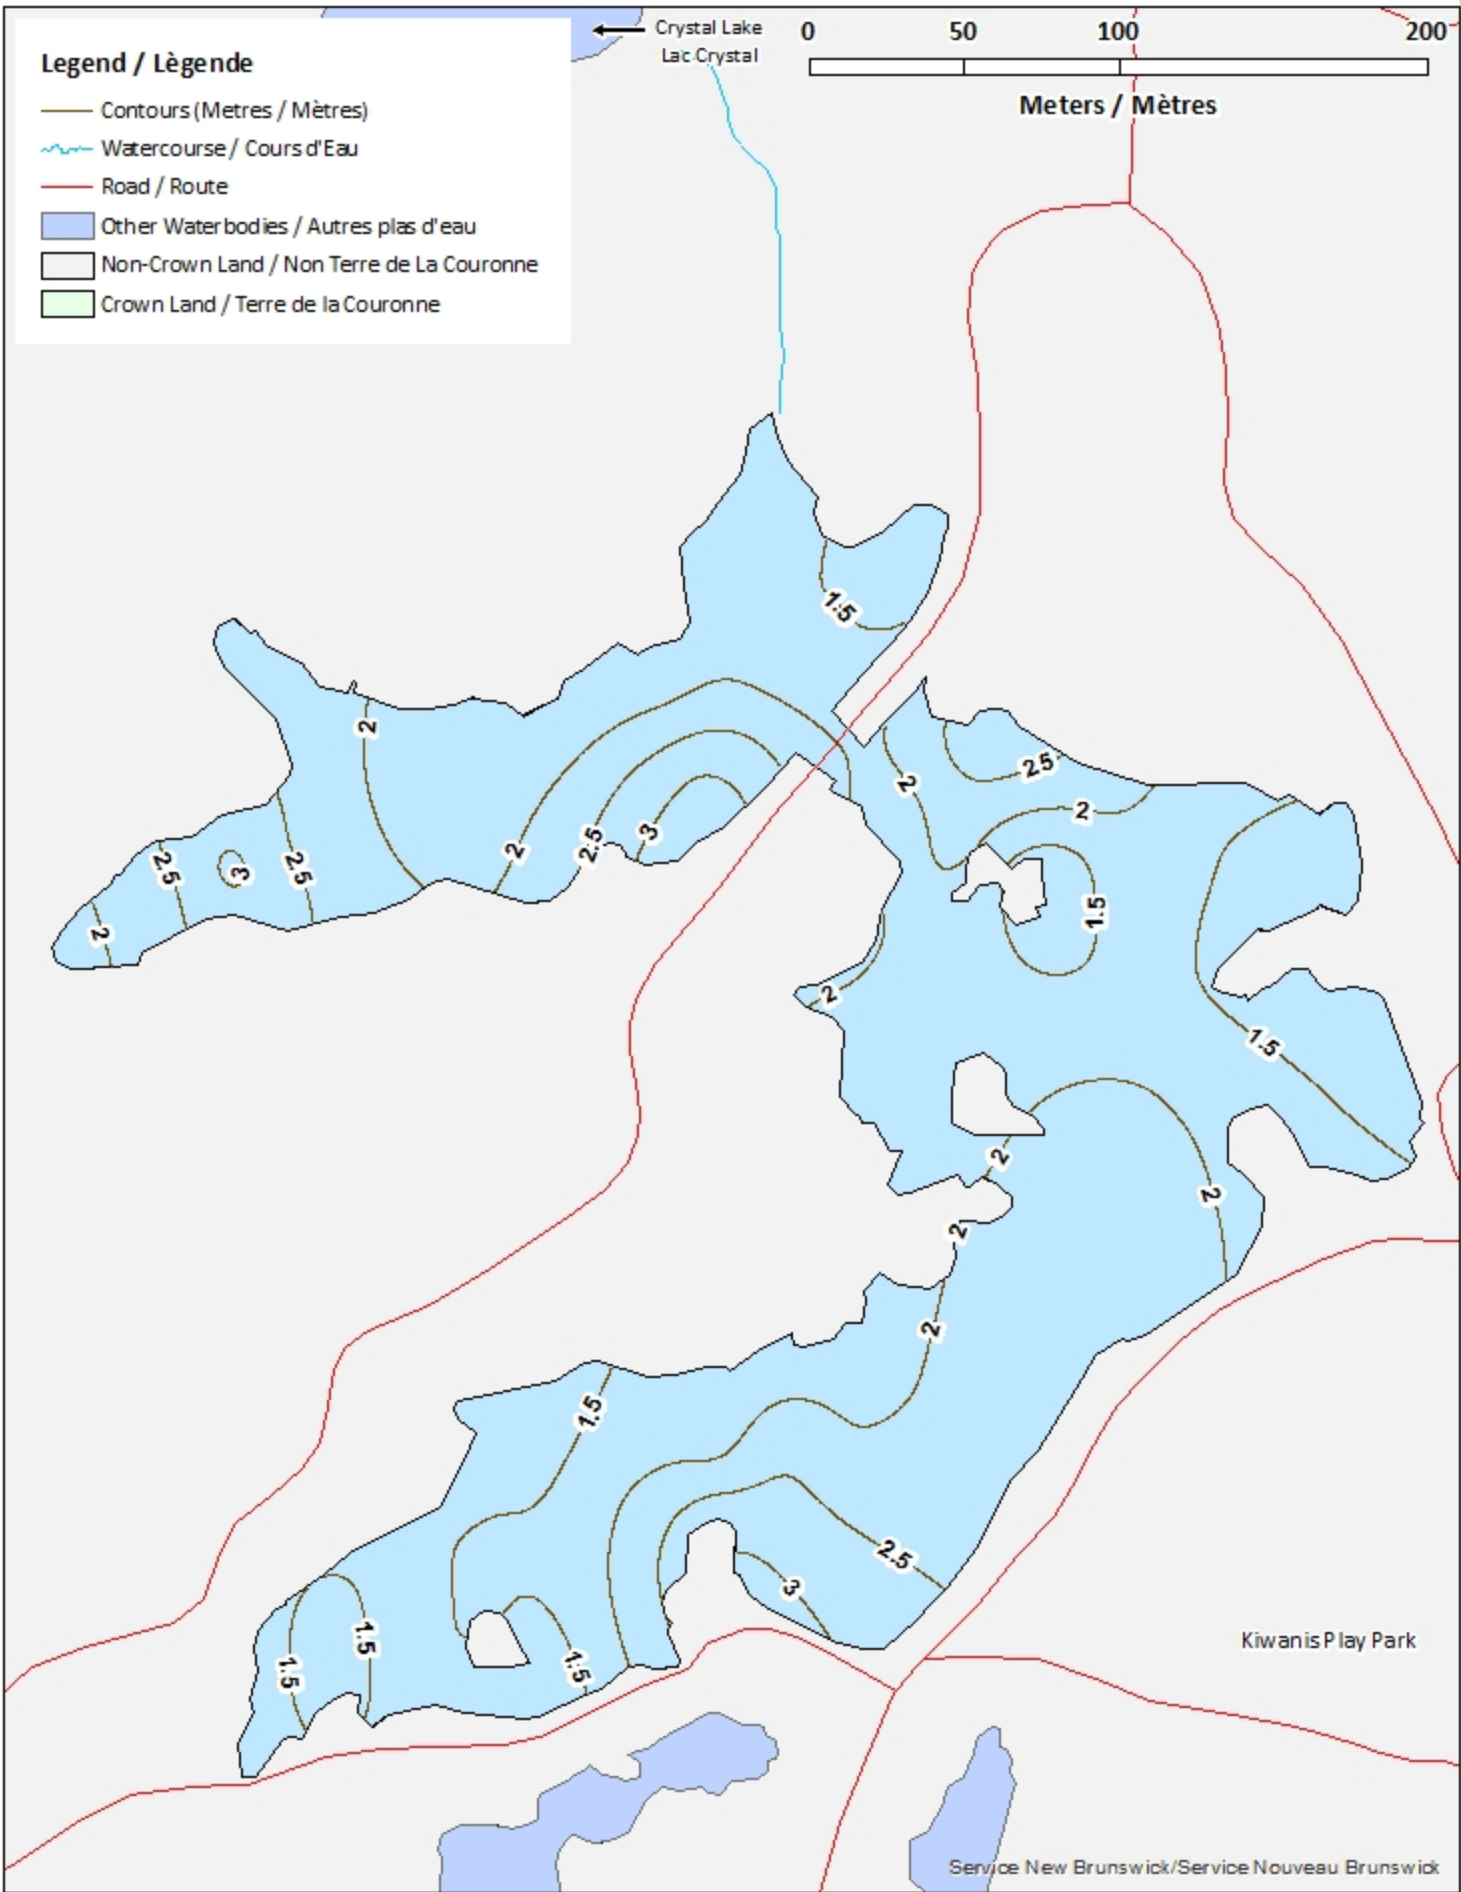 Crystal Lake
Lac Crystal
0 50 100 200
Meters / Mètres
Legend / Lègende
Contours (Metres / Mètres)
Watercourse / Cours d'Eau
Road / Route
Other Waterbodies / Autres plas d'eau
Non-Crown Land / Non Terre de La Couronne
Crown Land / Terre de la Couronne
1.5
2
2.5
2
2
2
2.5
3
2.5
3
2.5
2
1.5
2
1.5
2
2
2
2
1.5
2.5
3
1.5
1.5
1.5
Kiwanis Play Park
Service New Brunswick/Service Nouveau Brunswick